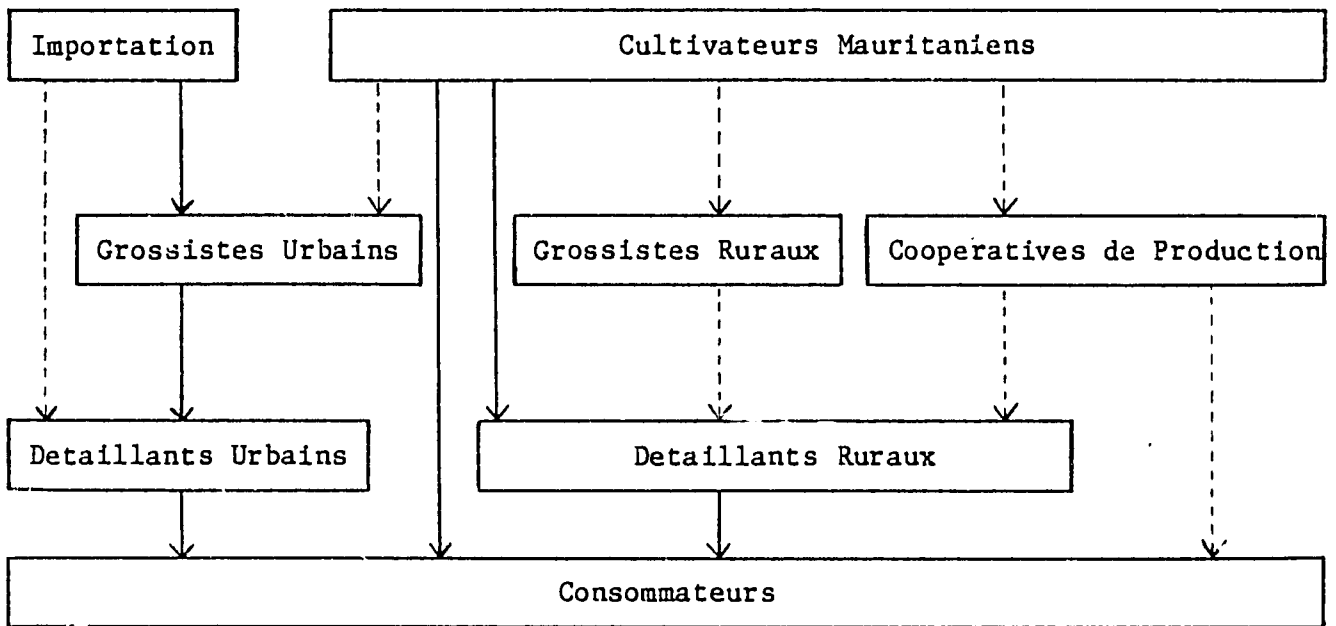 Importation
Cultivateurs Mauritaniens
Grossistes Urbains
Grossistes Ruraux
Cooperatives de Production
Detaillants Urbains
Detaillants Ruraux
Consommateurs